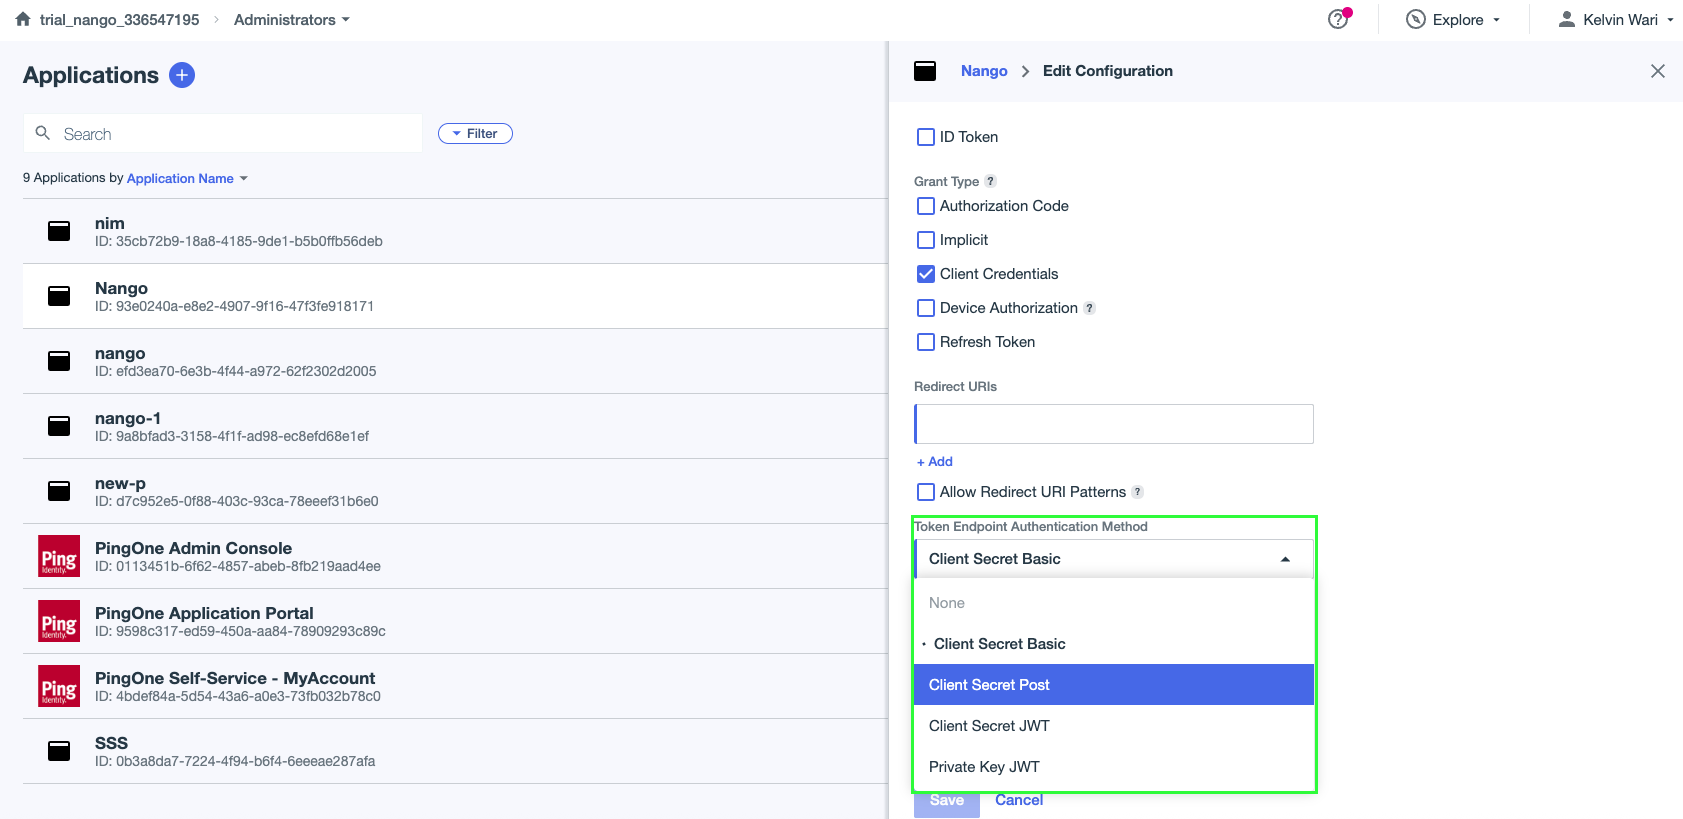 trial_nango_336547195 > Administrators
Explore
Kelvin Wari
Applications
Search
Filter
9 Applications by Application Name
nim
ID: 35cb72b9-18a8-4185-9de1-b5b0ffb56deb
Nango
ID: 93e0240a-e8e2-4907-9f16-47f3fe918171
nango
ID: efd3ea70-6e3b-4f44-a972-62f2302d2005
nango-1
ID: 9a8bfad3-3158-4f1f-ad98-ec8efd68e1ef
new-p
ID: d7c952e5-0f88-403c-93ca-78eeef31b6e0
Ping
Identity.
PingOne Admin Console
ID: 0113451b-6f62-4857-abeb-8fb219aad4ee
Ping
Identity.
PingOne Application Portal
ID: 9598c317-ed59-450a-aa84-78909293c89c
Ping
Identity.
PingOne Self-Service - MyAccount
ID: 4bdef84a-5d54-43a6-a0e3-73fb032b78c0
SSS
ID: 0b3a8da7-7224-4f94-b6f4-6eeeae287afa
Nango > Edit Configuration
ID Token
Grant Type ?
Authorization Code
Implicit
Client Credentials
Device Authorization ?
Refresh Token
Redirect URIs
+ Add
Allow Redirect URI Patterns ?
Token Endpoint Authentication Method
Client Secret Basic
None
· Client Secret Basic
Client Secret Post
Client Secret JWT
Private Key JWT
Save
Cancel